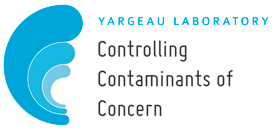 YARGEAU LABORATORY
Controlling
Contaminants of
Concern